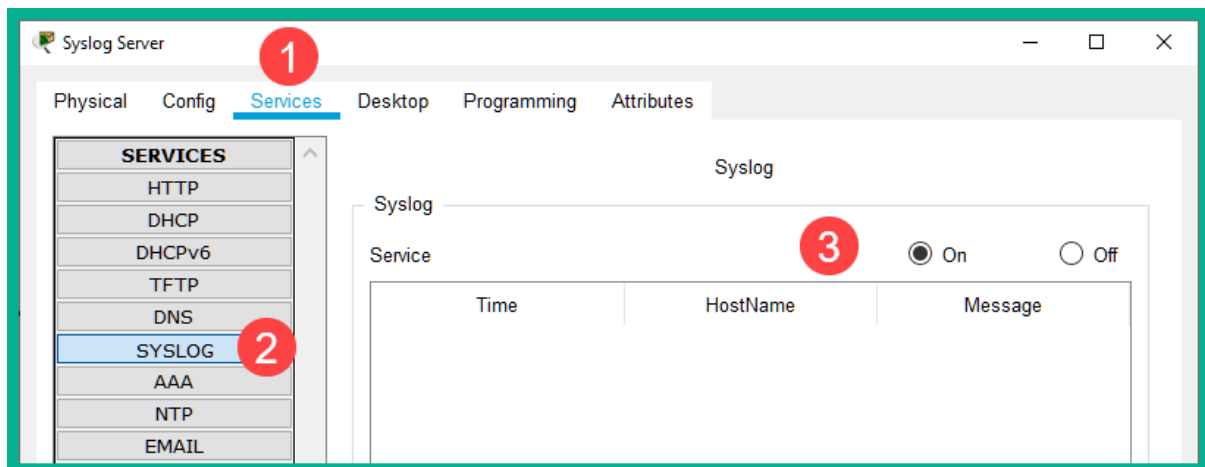 Syslog Server
1
Physical Config Services Desktop Programming Attributes
SERVICES
HTTP
DHCP
DHCPv6
TFTP
DNS
SYSLOG 2
AAA
NTP
EMAIL
Syslog
Syslog
Service 3 On Off
Time HostName Message